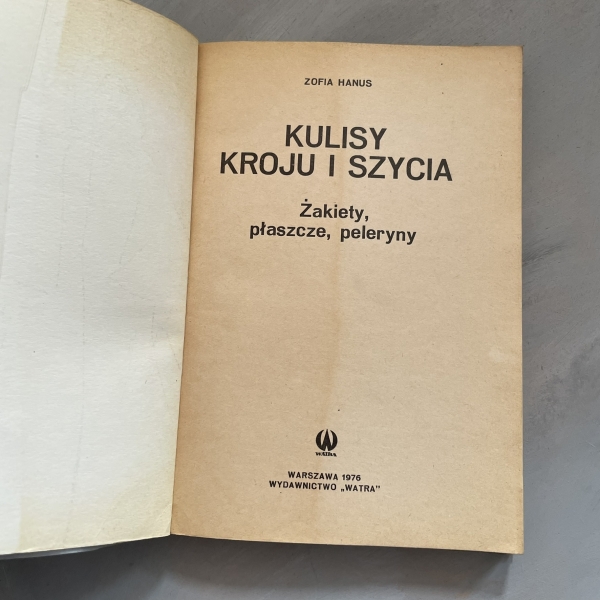 ZOFIA HANUS
KULISY
KROJU I SZYCIA
Żakiety,
płaszcze, peleryny
WATRA
WARSZAWA 1976
WYDAWNICTWO „WATRA”